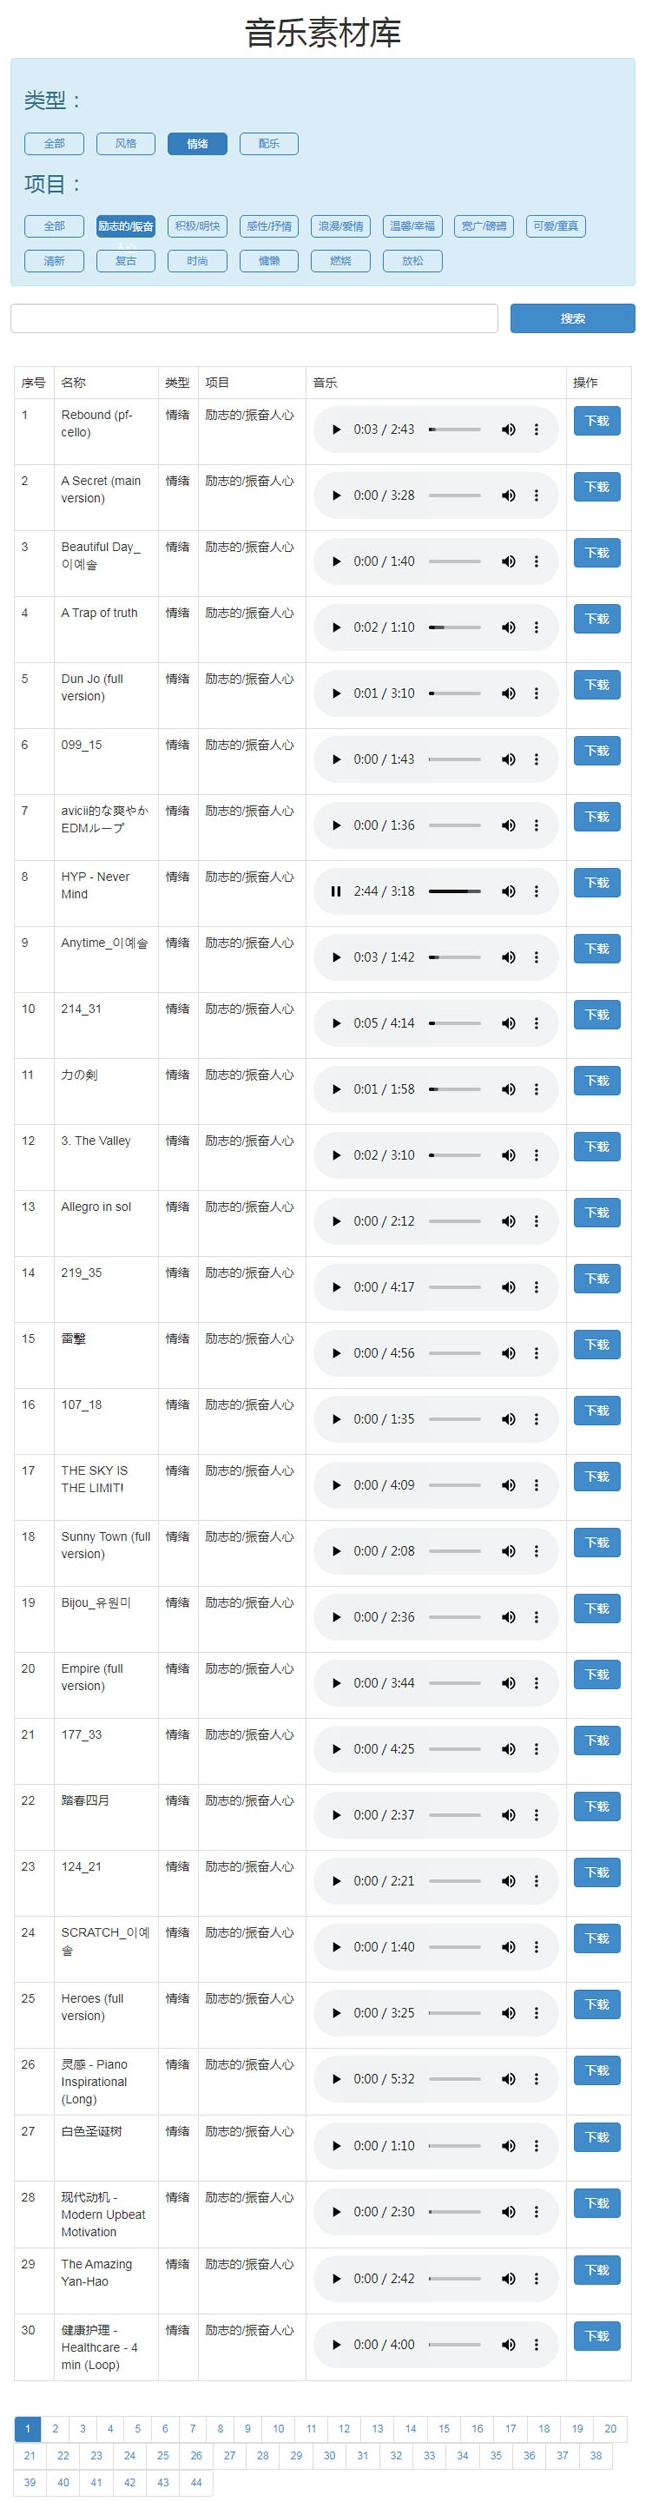 音乐素材库
类型：
全部 风格 情绪 配乐
项目：
全部 励志的/振奋人心 积极/明快 感性/抒情 浪漫/爱情 温馨/幸福 宽广/磅礴 可爱/童真
清新 复古 时尚 慵懒 燃烧 放松
搜索
序号 名称 类型 项目 音乐 操作
1 Rebound (pf- 情绪 励志的/振奋人心 0:03 / 2:43 下载
cello)
2 A Secret (main 情绪 励志的/振奋人心 0:00 / 3:28 下载
version)
3 Beautiful Day_ 情绪 励志的/振奋人心 0:00 / 1:40 下载
이예솔
4 A Trap of truth 情绪 励志的/振奋人心 0:02 / 1:10 下载
5 Dun Jo (full 情绪 励志的/振奋人心 0:01 / 3:10 下载
version)
6 099_15 情绪 励志的/振奋人心 0:00 / 1:43 下载
7 avicii的な爽やか 情绪 励志的/振奋人心 0:00 / 1:36 下载
EDMループ
8 HYP - Never 情绪 励志的/振奋人心 2:44 / 3:18 下载
Mind
9 Anytime_이예솔 情绪 励志的/振奋人心 0:03 / 1:42 下载
10 214_31 情绪 励志的/振奋人心 0:05 / 4:14 下载
11 力の剣 情绪 励志的/振奋人心 0:01 / 1:58 下载
12 3. The Valley 情绪 励志的/振奋人心 0:02 / 3:10 下载
13 Allegro in sol 情绪 励志的/振奋人心 0:00 / 2:12 下载
14 219_35 情绪 励志的/振奋人心 0:00 / 4:17 下载
15 雷撃 情绪 励志的/振奋人心 0:00 / 4:56 下载
16 107_18 情绪 励志的/振奋人心 0:00 / 1:35 下载
17 THE SKY IS 情绪 励志的/振奋人心 0:00 / 4:09 下载
THE LIMIT!
18 Sunny Town (full 情绪 励志的/振奋人心 0:00 / 2:08 下载
version)
19 Bijou_유원미 情绪 励志的/振奋人心 0:00 / 2:36 下载
20 Empire (full 情绪 励志的/振奋人心 0:00 / 3:44 下载
version)
21 177_33 情绪 励志的/振奋人心 0:00 / 4:25 下载
22 踏春四月 情绪 励志的/振奋人心 0:00 / 2:37 下载
23 124_21 情绪 励志的/振奋人心 0:00 / 2:21 下载
24 SCRATCH_이예 情绪 励志的/振奋人心 0:00 / 1:40 下载
솔
25 Heroes (full 情绪 励志的/振奋人心 0:00 / 3:25 下载
version)
26 灵感 - Piano 情绪 励志的/振奋人心 0:00 / 5:32 下载
Inspirational
(Long)
27 白色圣诞树 情绪 励志的/振奋人心 0:00 / 1:10 下载
28 现代动机 - 情绪 励志的/振奋人心 0:00 / 2:30 下载
Modern Upbeat
Motivation
29 The Amazing 情绪 励志的/振奋人心 0:00 / 2:42 下载
Yan-Hao
30 健康护理 - 情绪 励志的/振奋人心 0:00 / 4:00 下载
Healthcare - 4
min (Loop)
1 2 3 4 5 6 7 8 9 10 11 12 13 14 15 16 17 18 19 20
21 22 23 24 25 26 27 28 29 30 31 32 33 34 35 36 37 38
39 40 41 42 43 44